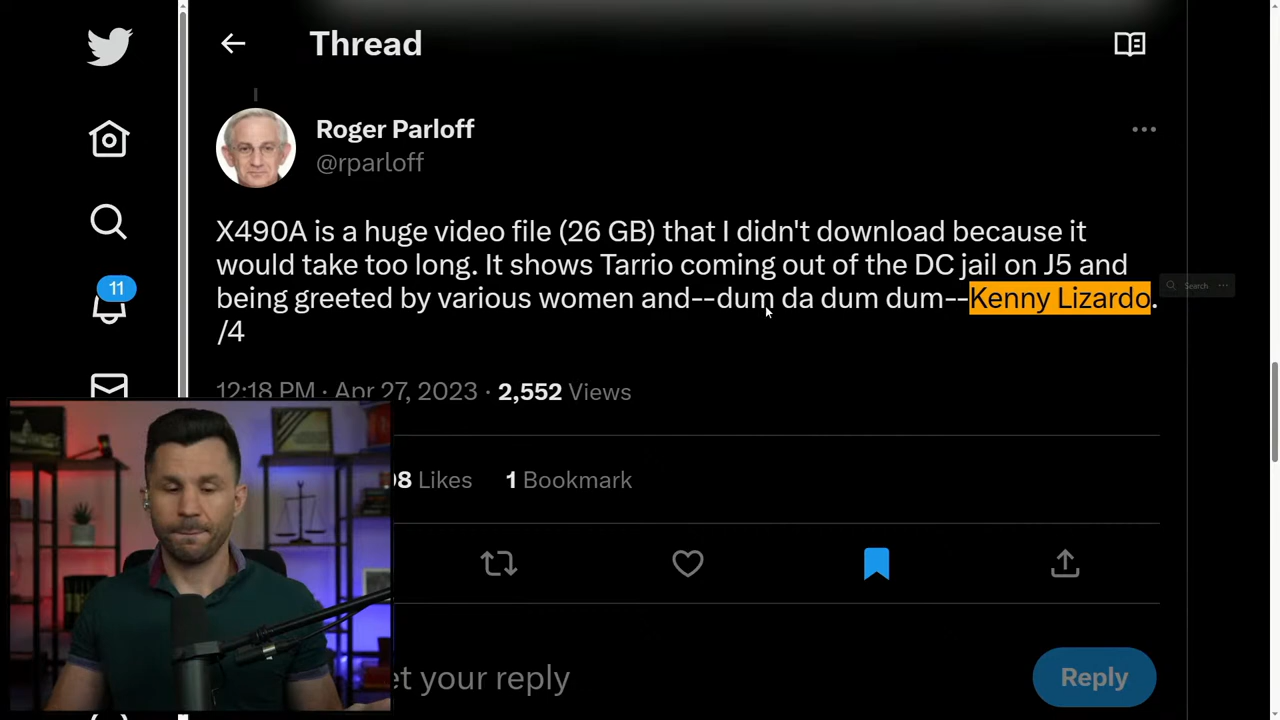 Thread
Roger Parloff
@rparloff
X490A is a huge video file (26 GB) that I didn't download because it
would take too long. It shows Tarrio coming out of the DC jail on J5 and
being greeted by various women and--dum da dum dum--Kenny Lizardo.
/4
Search
11
12:18 PM · Apr 27, 2023 · 2,552 Views
Likes 1 Bookmark
your reply
Reply